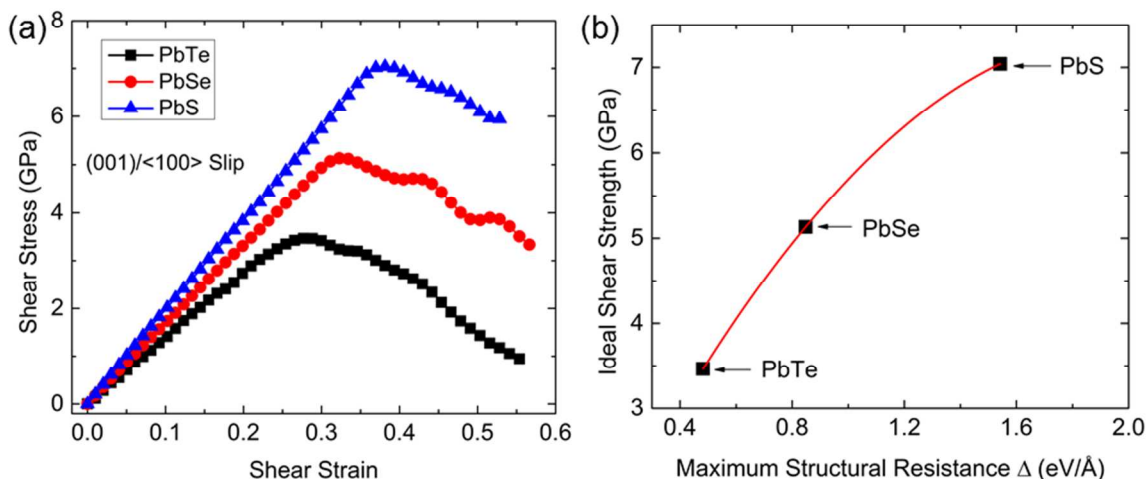 (a)
PbTe
PbSe
PbS
(001)/<100> Slip
Shear Stress (GPa)
8
6
4
2
0
0.0 0.1 0.2 0.3 0.4 0.5 0.6
Shear Strain
(b)
Ideal Shear Strength (GPa)
7
6
5
4
3
PbS
PbSe
PbTe
0.4 0.8 1.2 1.6 2.0
Maximum Structural Resistance Δ (eV/Å)